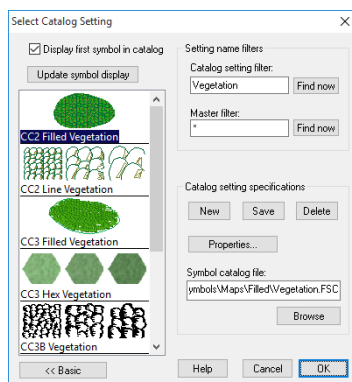 Select Catalog Setting
Display first symbol in catalog
Update symbol display
CC2 Filled Vegetation
CC2 Line Vegetation
CC3 Filled Vegetation
CC3 Hex Vegetation
CC3B Vegetation
<< Basic
Setting name filters
Catalog setting filter:
Vegetation Find now
Master filter:
* Find now
Catalog setting specifications
New Save Delete
Properties...
Symbol catalog file:
ymbols\Maps\Filled\Vegetation.FSC
Browse
Help Cancel OK